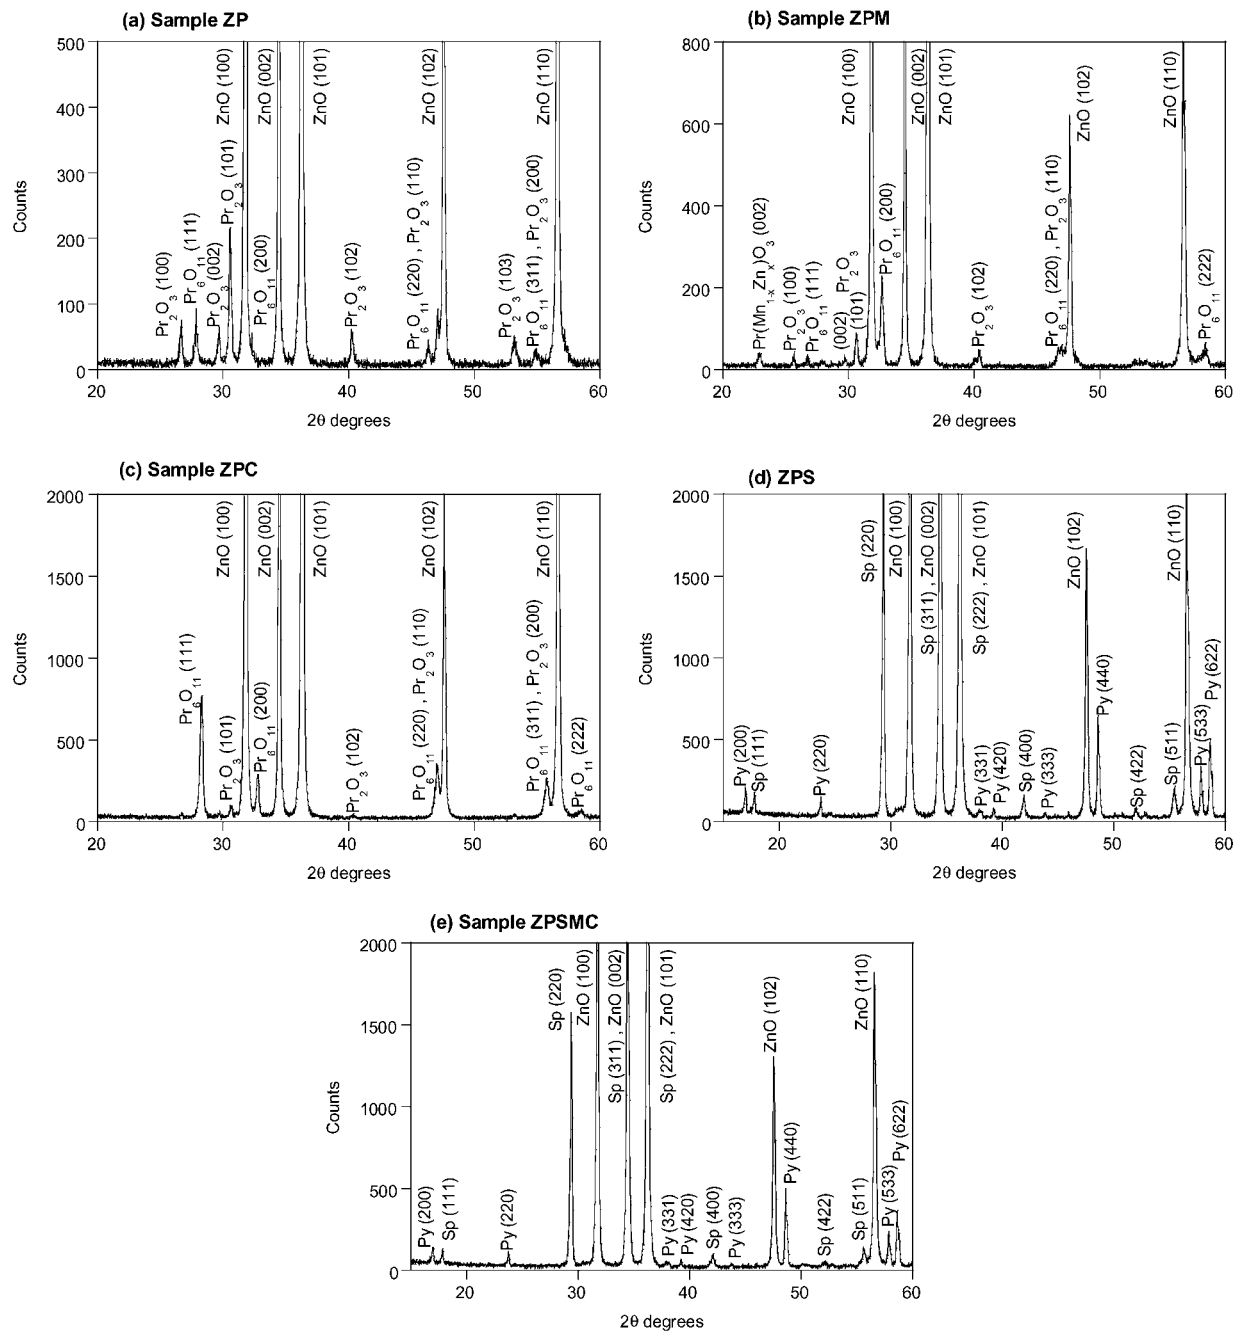 (a) Sample ZP
500
400
300
200
100
0
Counts
20
30
40
50
60
2θ degrees
Pr2O3 (100)
Pr6O11 (111)
Pr2O3 (002)
Pr2O3 (101)
ZnO (100)
Pr6O11 (200)
ZnO (002)
ZnO (101)
Pr2O3 (102)
Pr6O11 (220) , Pr2O3 (110)
ZnO (102)
Pr2O3 (103)
Pr6O11 (311) , Pr2O3 (200)
ZnO (110)
(b) Sample ZPM
800
600
400
200
0
Counts
20
30
40
50
60
2θ degrees
Pr(Mn1-xZnx)O3 (002)
Pr2O3 (100)
Pr6O11 (111)
Pr2O3
(002)
(101)
ZnO (100)
Pr6O11 (200)
ZnO (002)
ZnO (101)
Pr2O3 (102)
Pr6O11 (220) , Pr2O3 (110)
ZnO (102)
ZnO (110)
Pr6O11 (222)
(c) Sample ZPC
2000
1500
1000
500
0
Counts
20
30
40
50
60
2θ degrees
Pr6O11 (111)
Pr2O3 (101)
ZnO (100)
Pr6O11 (200)
ZnO (002)
ZnO (101)
Pr2O3 (102)
Pr6O11 (220) , Pr2O3 (110)
ZnO (102)
Pr6O11 (311) , Pr2O3 (200)
ZnO (110)
Pr6O11 (222)
(d) ZPS
2000
1500
1000
500
0
Counts
20
30
40
50
60
2θ degrees
Py (200)
Sp (111)
Py (220)
Sp (220)
ZnO (100)
Sp (311) , ZnO (002)
Sp (222) , ZnO (101)
Py (331)
Py (420)
Sp (400)
Py (333)
ZnO (102)
Py (440)
Sp (422)
Sp (511)
ZnO (110)
Py (533)
Py (622)
(e) Sample ZPSMC
2000
1500
1000
500
0
Counts
20
30
40
50
60
2θ degrees
Py (200)
Sp (111)
Py (220)
Sp (220)
ZnO (100)
Sp (311) , ZnO (002)
Sp (222) , ZnO (101)
Py (331)
Py (420)
Sp (400)
Py (333)
ZnO (102)
Py (440)
Sp (422)
Sp (511)
ZnO (110)
Py (533)
Py (622)